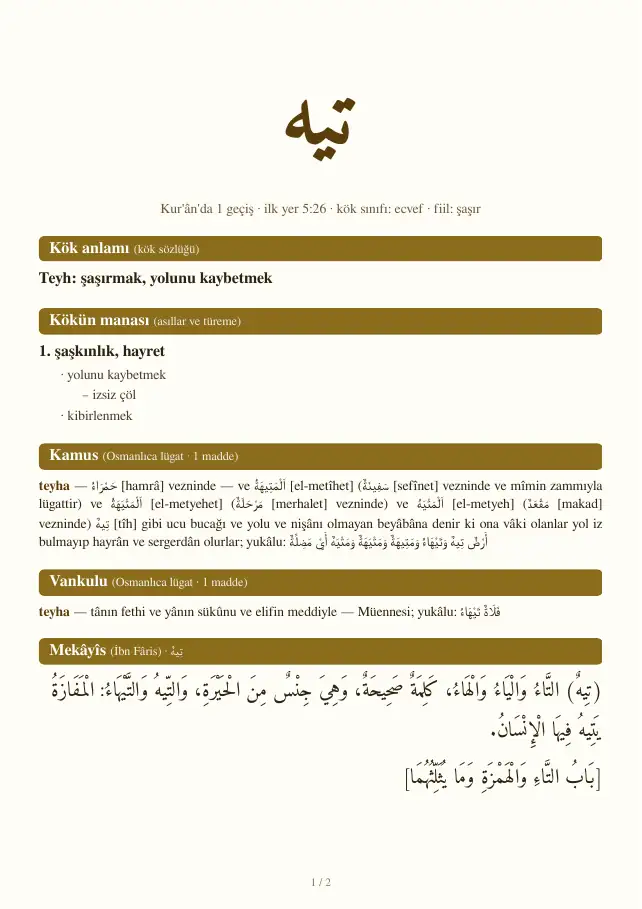 تيه
Kur'ân'da 1 geçiş · ilk yer 5:26 · kök sınıfı: ecvef · fiil: şaşır
Kök anlamı (kök sözlüğü)
Teyh: şaşırmak, yolunu kaybetmek
Kökün manası (asıllar ve türeme)
1. şaşkınlık, hayret
· yolunu kaybetmek
– izsiz çöl
· kibirlenmek
Kamus (Osmanlıca lügat · 1 madde)
teyha — حَمْرَاءُ [hamrâ] vezninde — ve اَلْمَتِيهَةُ [el-metîhet] (سَفِينَةٌ [sefînet] vezninde ve mîmin zammıyla
lügattir) ve اَلْمَتْيَهَةُ [el-metyehet] (مَرْحَلَةٌ [merhalet] vezninde) ve اَلْمَتْيَهُ [el-metyeh] (مَقْعَدٌ [makad]
vezninde) تِيهٌ [tîh] gibi ucu bucağı ve yolu ve nişânı olmayan beyâbâna denir ki ona vâki olanlar yol iz
bulmayıp hayrân ve sergerdân olurlar; yukâlu: أَرْضٌ تِيهٌ وَتَيْهَاءُ وَمَتِيهَةٌ وَمَتْيَهَةٌ وَمَتْيَهٌ أَيْ مَضِلَّةٌ
Vankulu (Osmanlıca lügat · 1 madde)
teyha — tânın fethi ve yânın sükûnu ve elifin meddiyle — Müennesi; yukâlu: فَلَاةٌ تَيْهَاءُ
Mekâyîs (İbn Fâris) · تِيهٌ
(تِيهٌ) التَّاءُ وَالْيَاءُ وَالْهَاءُ، كَلِمَةٌ صَحِيحَةٌ، وَهِيَ جِنْسٌ مِنَ الْحَيْرَةِ، وَالتِّيهُ وَالتَّيْهَاءُ: الْمَفَازَةُ
يَتِيهُ فِيهَا الْإِنْسَانُ.
[بَابُ التَّاءِ وَالْهَمْزَةِ وَمَا يُثَلِّثُهُمَا]
1 / 2